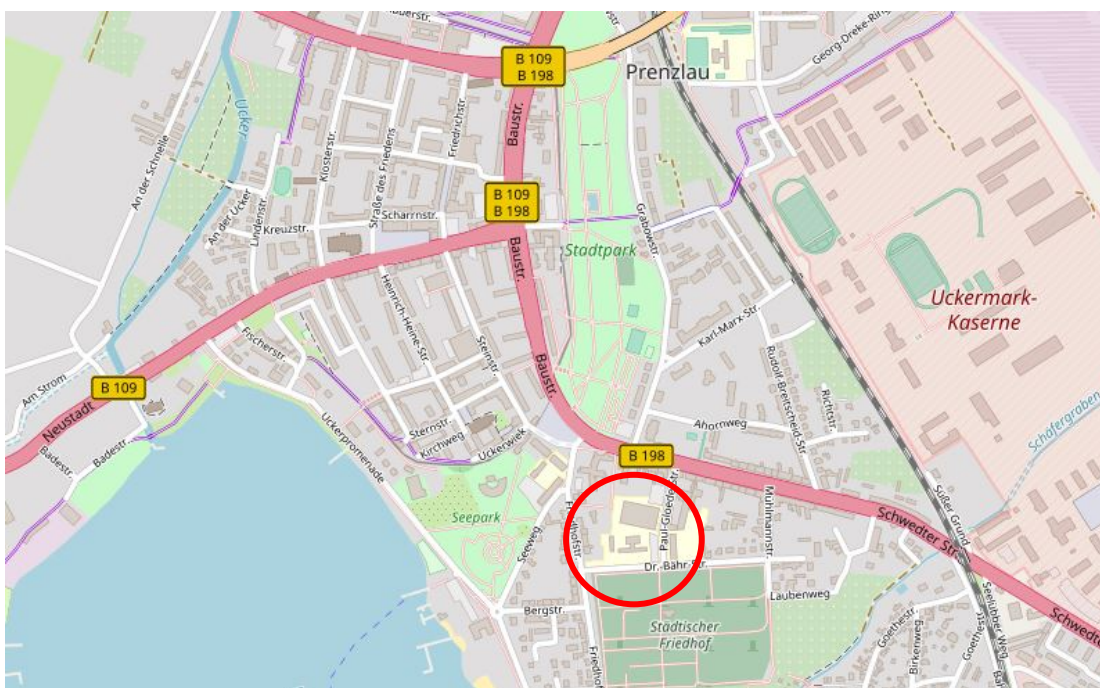 B 109
B 198
Prenzlau
Georg-Dreke-Ring
Ucker
Klosterstr.
Friedrichstr.
Baustr.
Straße des Friedens
An der Schnelle
An der Ucker
Lindenstr.
Kreuzstr.
Scharrnstr.
B 109
B 198
Baustr.
Stadtpark
Grabowstr.
Uckermark-
Kaserne
Heinrich-Heine-Str.
Steinstr.
Karl-Marx-Str.
Rudolf-Breitscheid-Str.
Richtstr.
Schäfergraben
Fischerstr.
Am Strom
B 109
Neustadt
Badestr.
Badestr.
Uckerpromenade
Baustr.
Sternstr.
Kirchweg
Uckerwiek
Ahornweg
B 198
Süßer Grund
Schwedter Str.
Mühlmannstr.
Seepark
Seeweg
Friedhofstr.
Paul-Gloede-Str.
Dr.-Bähr-Str.
Laubenweg
Bergstr.
Städtischer
Friedhof
Goethestr.
Birkenweg
Seelübber Weg